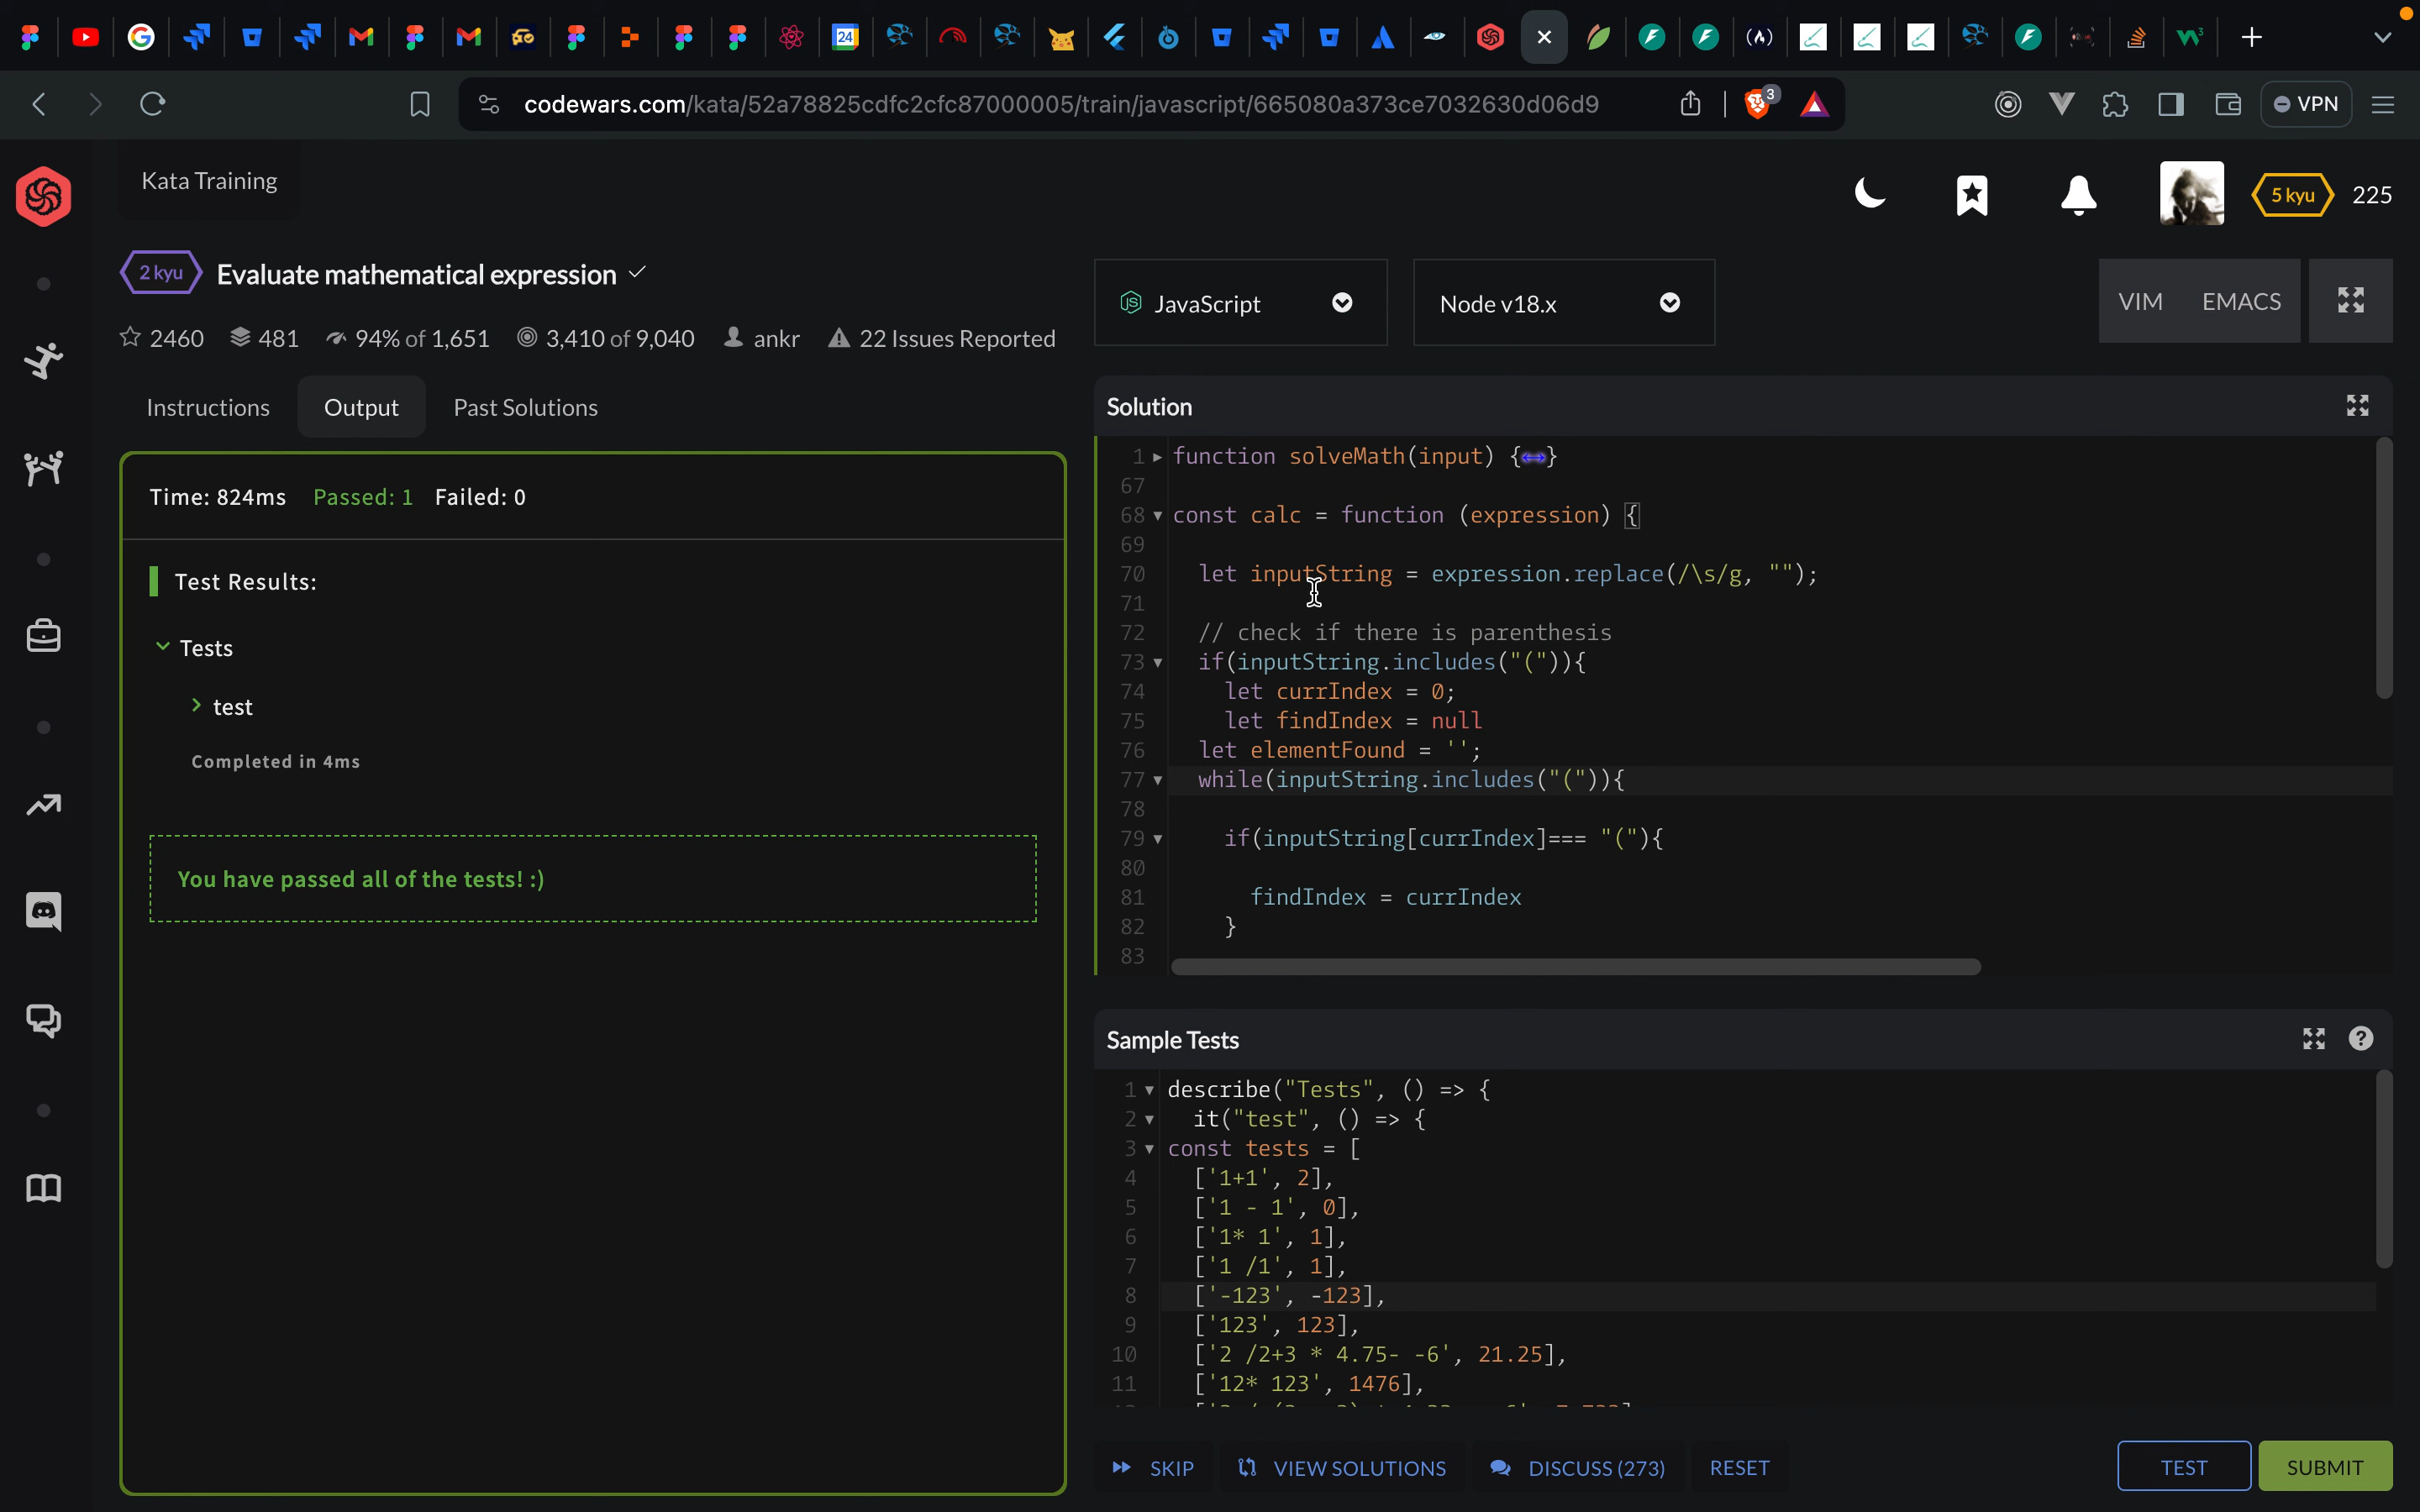 24
codewars.com/kata/52a78825cdfc2cfc87000005/train/javascript/665080a373ce7032630d06d9
3
VPN
Kata Training
5 kyu 225
2 kyu Evaluate mathematical expression
2460 481 94% of 1,651 3,410 of 9,040 ankr 22 Issues Reported
JavaScript
Node v18.x
VIM EMACS
Instructions Output Past Solutions
Time: 824ms Passed: 1 Failed: 0
Test Results:
Tests
test
Completed in 4ms
You have passed all of the tests! :)
Solution
1 function solveMath(input) {↔}
67
68 const calc = function (expression) {
69
70 let inputString = expression.replace(/\s/g, "");
71
72 // check if there is parenthesis
73 if(inputString.includes("(")){
74 let currIndex = 0;
75 let findIndex = null
76 let elementFound = '';
77 while(inputString.includes("(")){
78
79 if(inputString[currIndex]=== "("){
80
81 findIndex = currIndex
82 }
83
Sample Tests
1 describe("Tests", () => {
2 it("test", () => {
3 const tests = [
4 ['1+1', 2],
5 ['1 - 1', 0],
6 ['1* 1', 1],
7 ['1 /1', 1],
8 ['-123', -123],
9 ['123', 123],
10 ['2 /2+3 * 4.75- -6', 21.25],
11 ['12* 123', 1476],
SKIP VIEW SOLUTIONS DISCUSS (273) RESET
TEST SUBMIT